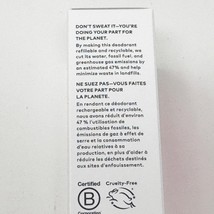 DON'T SWEAT IT—YOU'RE
DOING YOUR PART FOR
THE PLANET.
By making this deodorant
refillable and recyclable, we
cut its water, fossil fuel, and
greenhouse gas emissions by
an estimated 47% and help
minimize waste in landfills.
NE SUEZ PAS—VOUS FAITES
VOTRE PART POUR
LA PLANETE.
En rendant ce déodorant
rechargeable et recyclable,
nous avons réduit d'environ
47 % l'utilisation de
combustibles fossiles, les
émissions de gas à effet de
serre et la consommation
d'eau relatives à sa
production, en plus d'aider à
réduire les déchets destinés
aux sites d'enfouissement.
Certified Cruelty-Free
B
Corporation